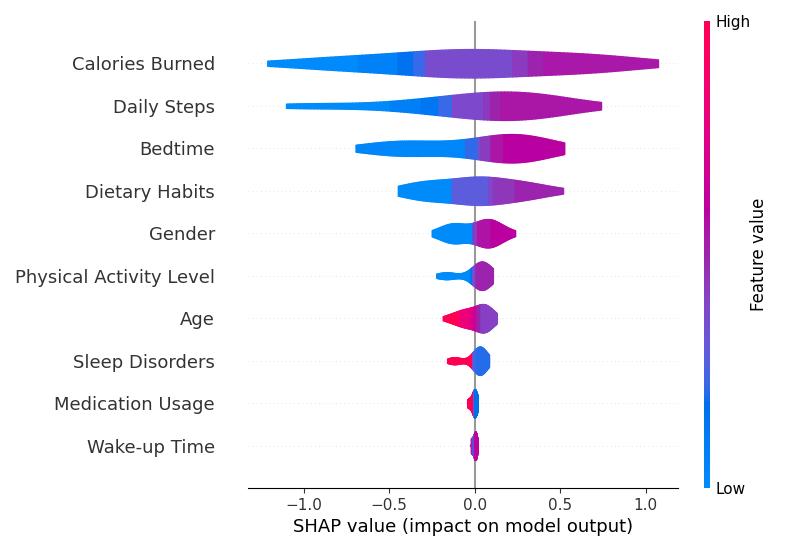 High
Calories Burned
Daily Steps
Bedtime
Dietary Habits
Gender
Physical Activity Level
Age
Sleep Disorders
Medication Usage
Wake-up Time
Feature value
Low
−1.0 −0.5 0.0 0.5 1.0
SHAP value (impact on model output)